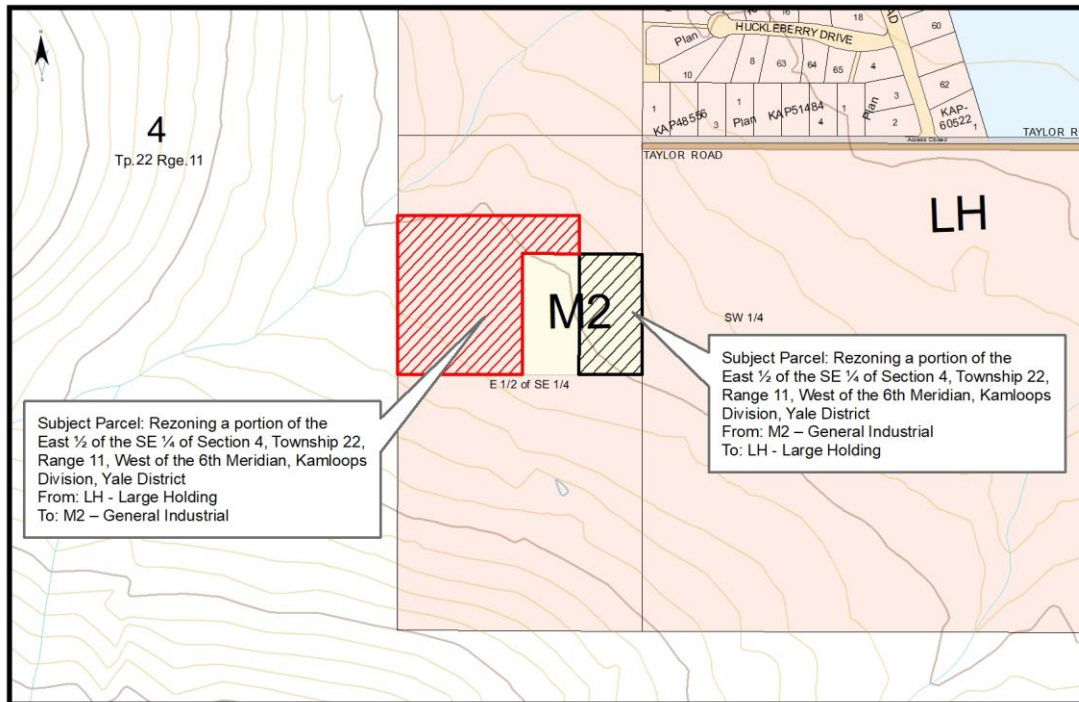 N
S
16
18
AD
60
Plan
HUCKLEBERRY DRIVE
10
8
63
64
65
4
62
1
KAP48556
3
1
Plan
KAP51484
4
1
Plan
3
2
KAP-
60522
1
Access Closed
TAYLOR R
TAYLOR ROAD
4
Tp.22 Rge.11
LH
M2
SW 1/4
E 1/2 of SE 1/4
Subject Parcel: Rezoning a portion of the
East ½ of the SE ¼ of Section 4, Township 22,
Range 11, West of the 6th Meridian, Kamloops
Division, Yale District
From: M2 – General Industrial
To: LH - Large Holding
Subject Parcel: Rezoning a portion of the
East ½ of the SE ¼ of Section 4, Township 22,
Range 11, West of the 6th Meridian, Kamloops
Division, Yale District
From: LH - Large Holding
To: M2 – General Industrial